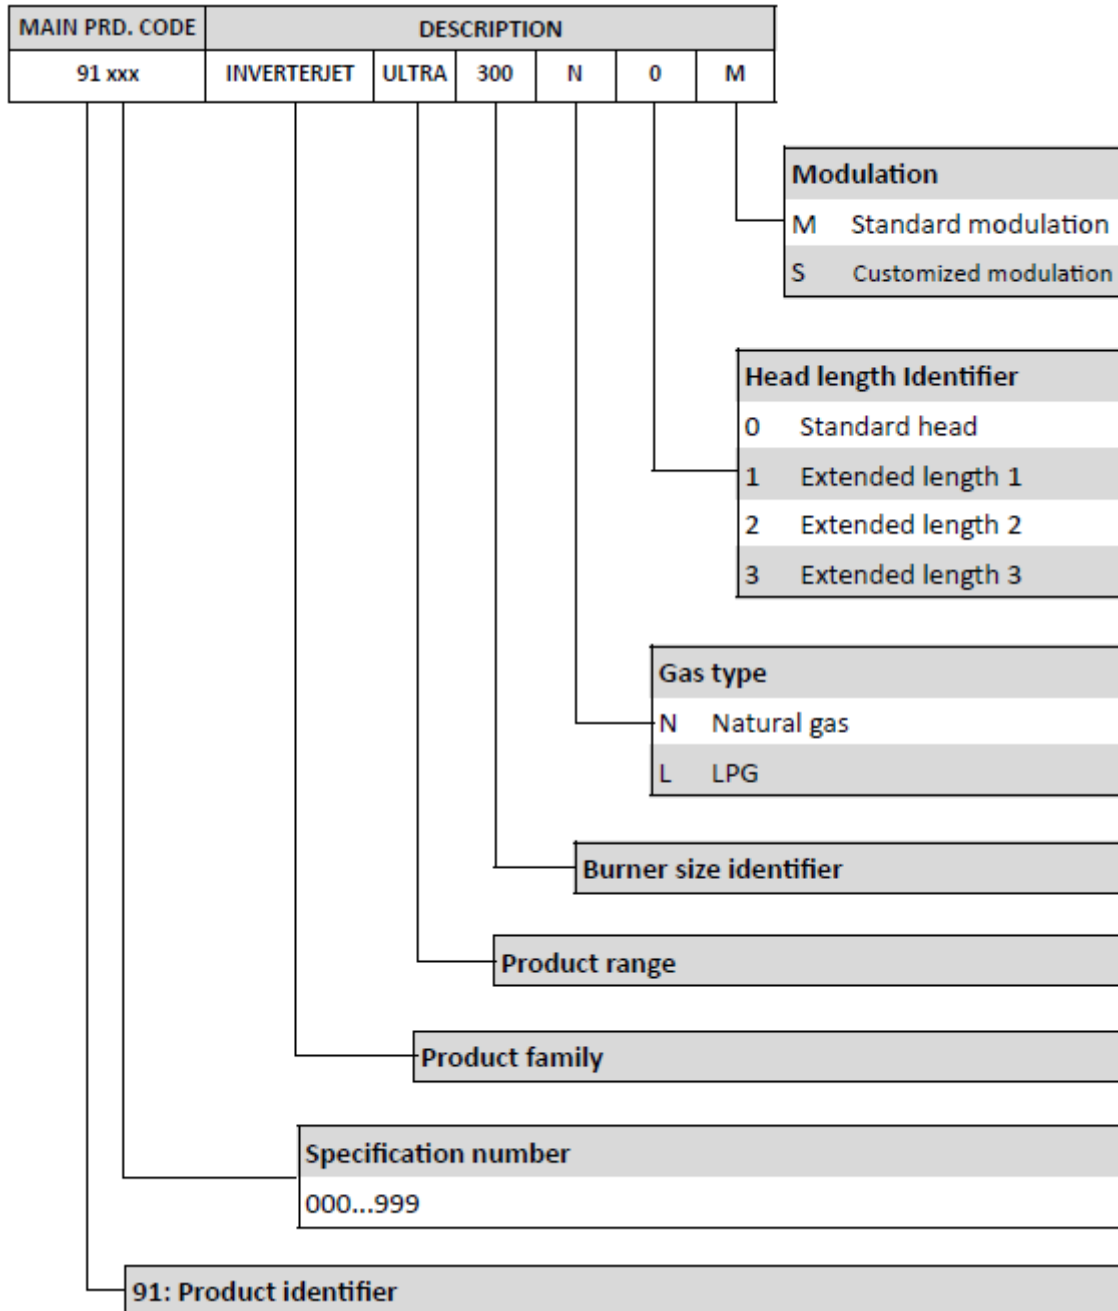 MAIN PRD. CODE DESCRIPTION
91 xxx INVERTERJET ULTRA 300 N 0 M
Modulation
M Standard modulation
S Customized modulation
Head length Identifier
0 Standard head
1 Extended length 1
2 Extended length 2
3 Extended length 3
Gas type
N Natural gas
L LPG
Burner size identifier
Product range
Product family
Specification number
000...999
91: Product identifier